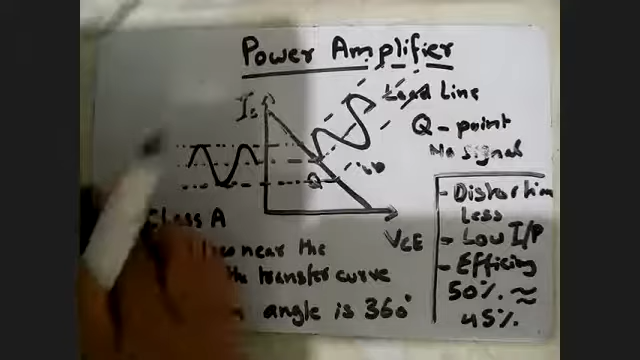 Power Amplifier
Ic
Load Line
Q - point
No signal
Q
VCE
Class A
near the
transfer curve
angle is 360°
- Distortion
Less
- Low I/P
- Efficing
50% ≈
45%